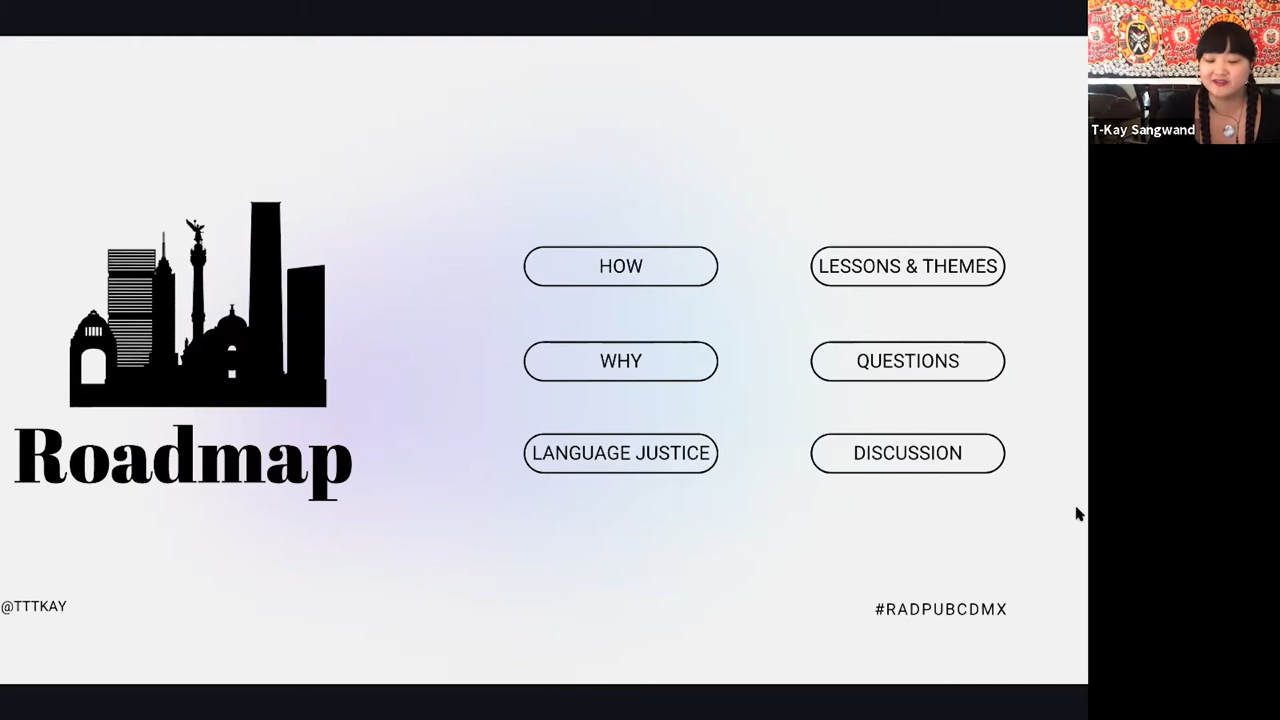 T-Kay Sangwand
HOW
LESSONS & THEMES
WHY
QUESTIONS
LANGUAGE JUSTICE
DISCUSSION
Roadmap
@TTTKAY
#RADPUBCDMX